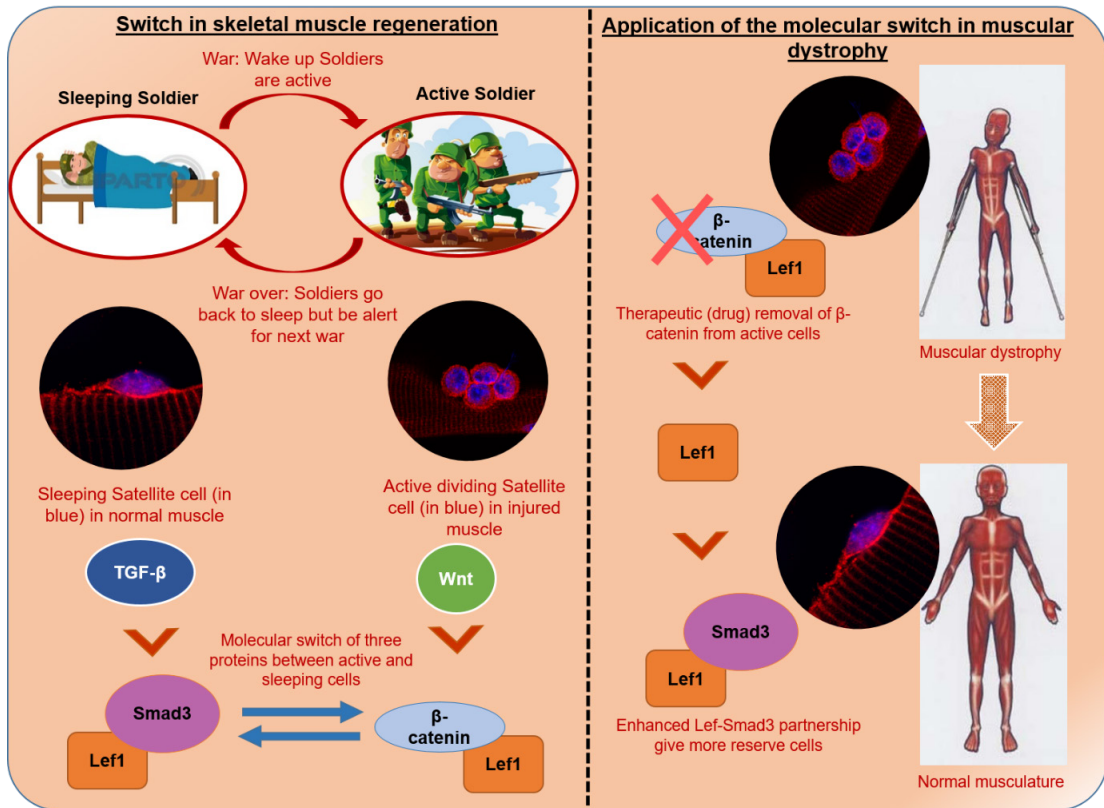 Switch in skeletal muscle regeneration
War: Wake up Soldiers
are active
Sleeping Soldier
Active Soldier
War over: Soldiers go
back to sleep but be alert
for next war
Sleeping Satellite cell (in
blue) in normal muscle
Active dividing Satellite
cell (in blue) in injured
muscle
TGF-β
Wnt
Molecular switch of three
proteins between active and
sleeping cells
Smad3
Lef1
β-
catenin
Lef1
Application of the molecular switch in muscular
dystrophy
β-
catenin
Lef1
Therapeutic (drug) removal of β-
catenin from active cells
Muscular dystrophy
Lef1
Smad3
Lef1
Enhanced Lef-Smad3 partnership
give more reserve cells
Normal musculature